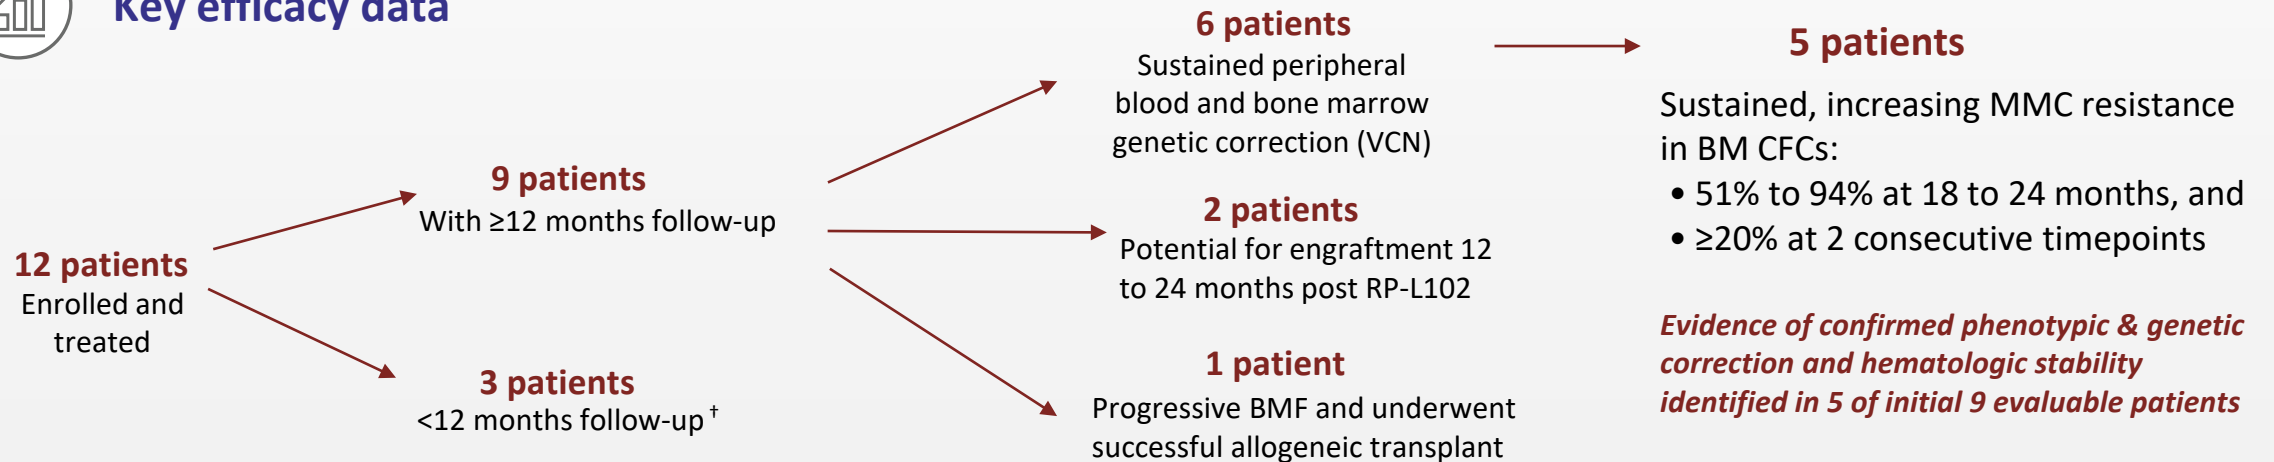 Key efficacy data
12 patients
Enrolled and
treated
9 patients
With ≥12 months follow-up
3 patients
<12 months follow-up †
6 patients
Sustained peripheral
blood and bone marrow
genetic correction (VCN)
2 patients
Potential for engraftment 12
to 24 months post RP-L102
1 patient
Progressive BMF and underwent
successful allogeneic transplant
5 patients
Sustained, increasing MMC resistance
in BM CFCs:
• 51% to 94% at 18 to 24 months, and
• ≥20% at 2 consecutive timepoints
Evidence of confirmed phenotypic & genetic
correction and hematologic stability
identified in 5 of initial 9 evaluable patients